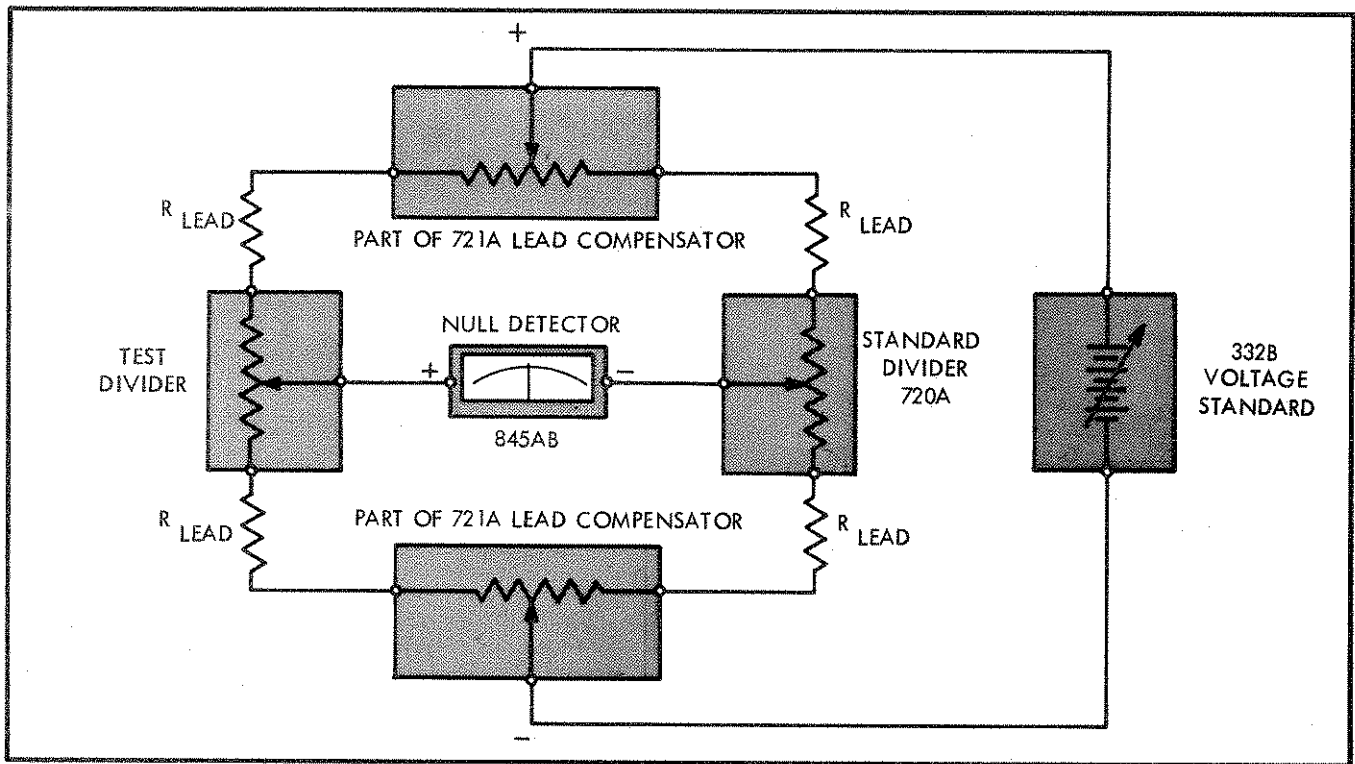 +
R LEAD
PART OF 721A LEAD COMPENSATOR
R LEAD
TEST
DIVIDER
NULL DETECTOR
+
−
845AB
STANDARD
DIVIDER
720A
332B
VOLTAGE
STANDARD
R LEAD
PART OF 721A LEAD COMPENSATOR
R LEAD
−